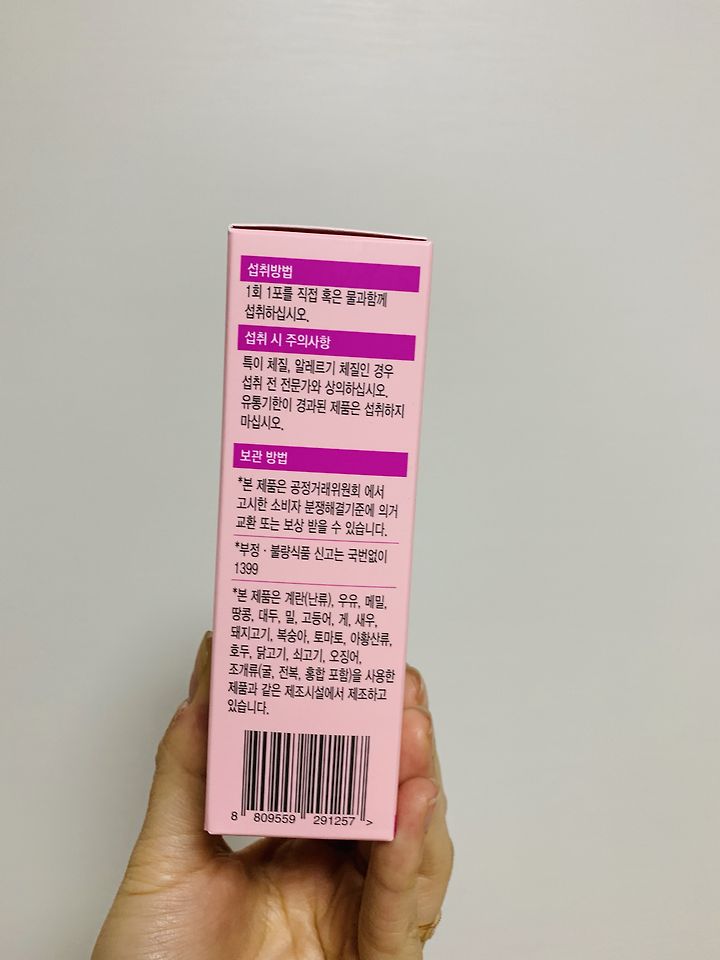 섭취방법
1회 1포를 직접 혹은 물과함께
섭취하십시오.
섭취 시 주의사항
특이 체질, 알레르기 체질인 경우
섭취 전 전문가와 상의하십시오.
유통기한이 경과된 제품은 섭취하지
마십시오.
보관 방법
*본 제품은 공정거래위원회 에서
고시한 소비자 분쟁해결기준에 의거
교환 또는 보상 받을 수 있습니다.
*부정 · 불량식품 신고는 국번없이
1399
*본 제품은 계란(난류), 우유, 메밀,
땅콩, 대두, 밀, 고등어, 게, 새우,
돼지고기, 복숭아, 토마토, 아황산류,
호두, 닭고기, 쇠고기, 오징어,
조개류(굴, 전복, 홍합 포함)을 사용한
제품과 같은 제조시설에서 제조하고
있습니다.
8 809559 291257 >